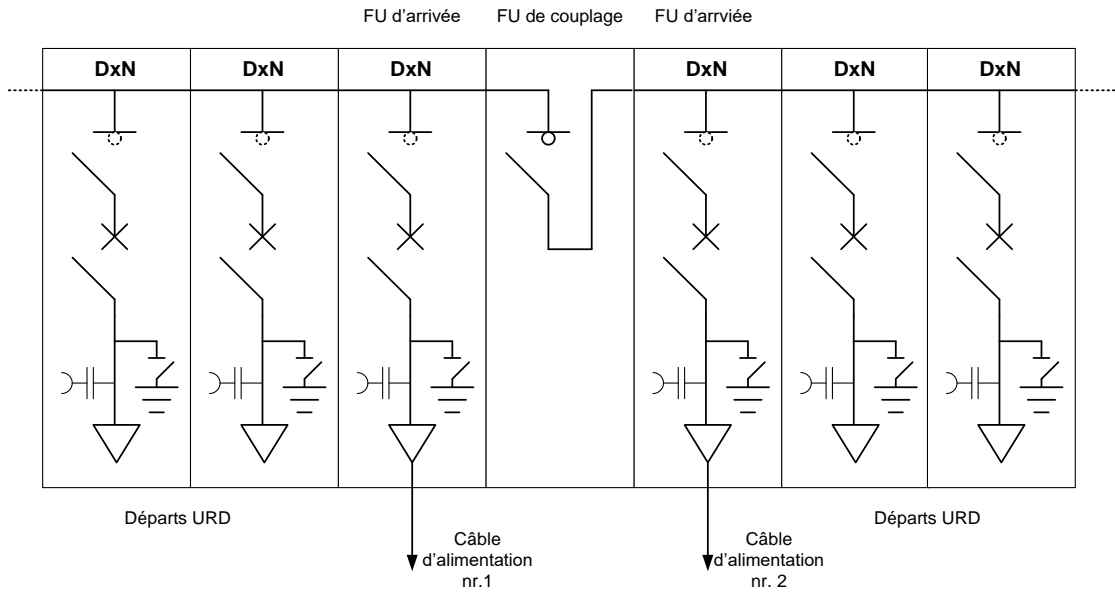 FU d’arrivée FU de couplage FU d’arrviée
DxN DxN DxN DxN DxN DxN
Départs URD Départs URD
Câble
d’alimentation
nr.1
Câble
d’alimentation
nr. 2